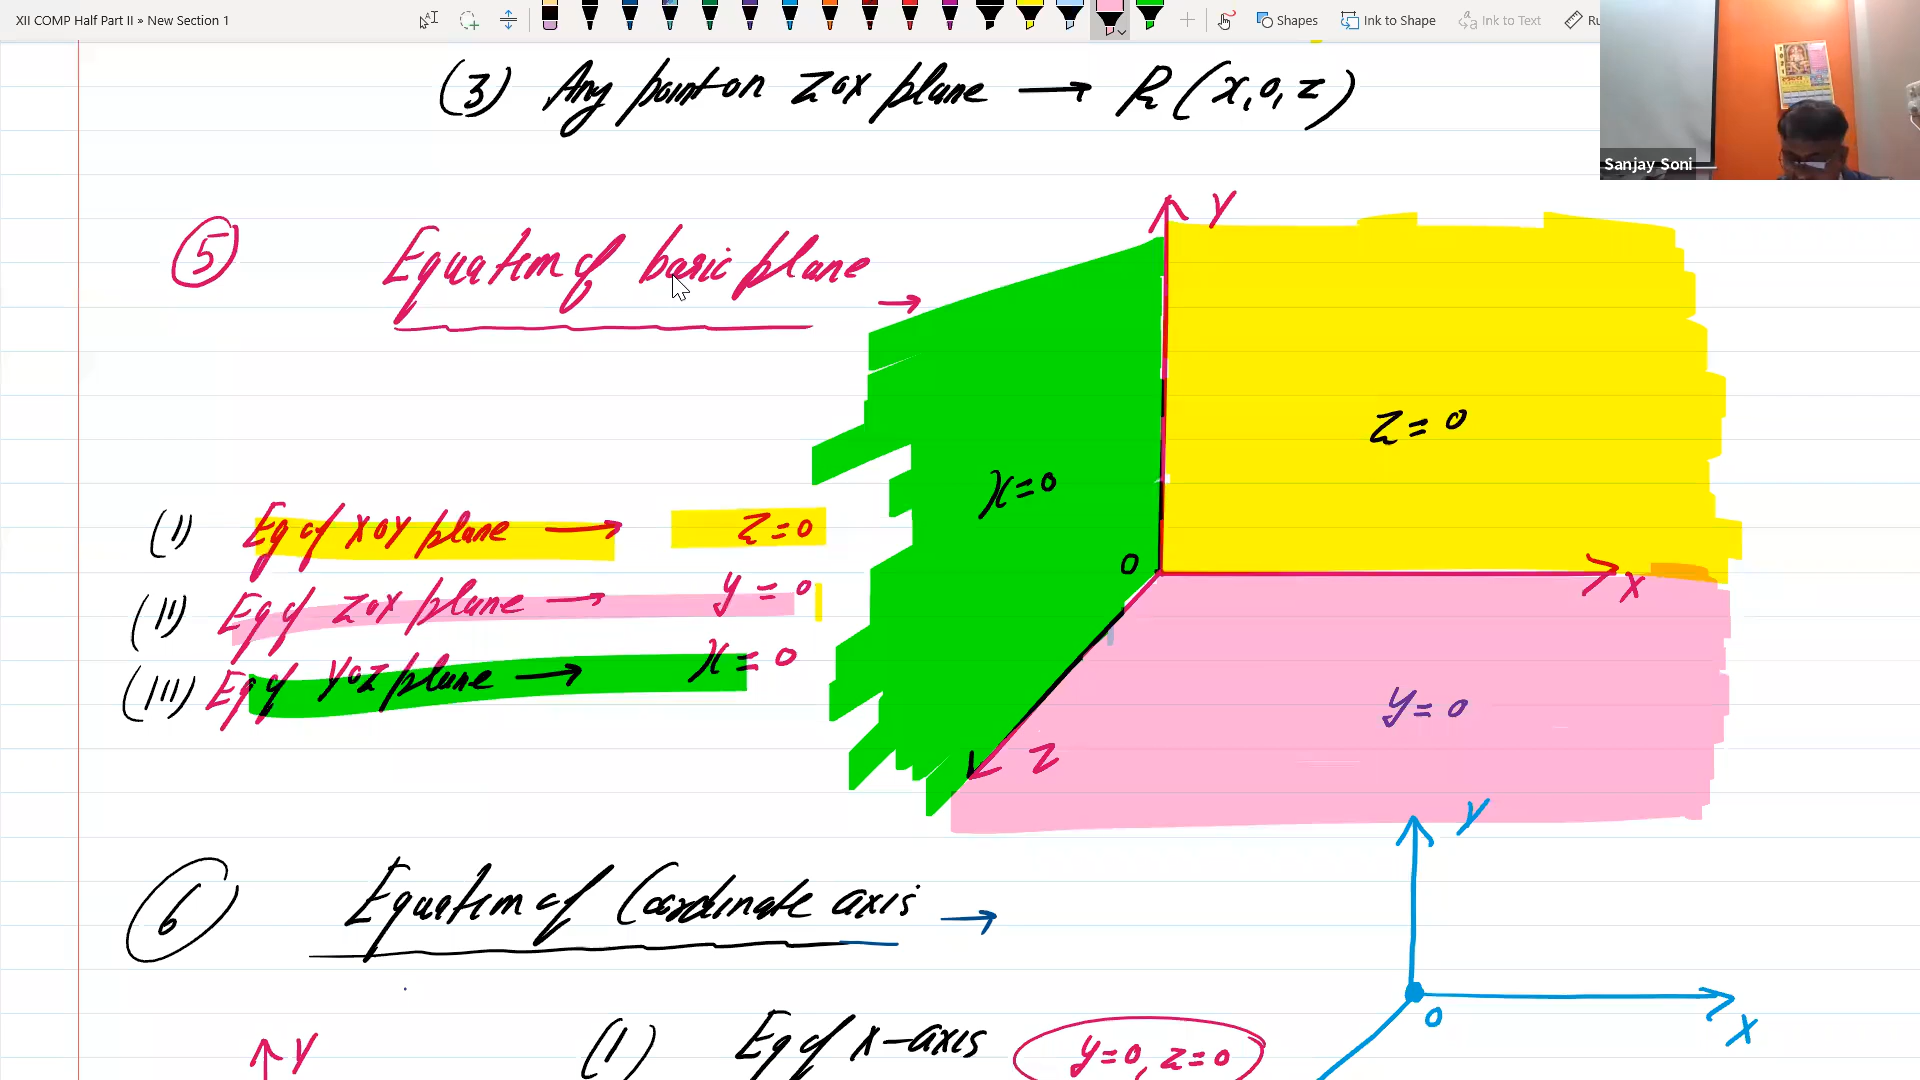 XII COMP Half Part II » New Section 1
Shapes Ink to Shape Ink to Text Ru
Sanjay Soni
(3) Any point on ZOX plane → R(x,0,z)
(5) Equation of basic plane →
Y
Z=0
x=0
(I) Eq of XOY plane → Z=0
O
X
(II) Eq of ZOX plane → y=0
(III) Eq of YOZ plane → x=0
y=0
Z
(6) Equation of Coordinate axis →
Y
O
X
Y
(1) Eq of X-axis y=0, z=0